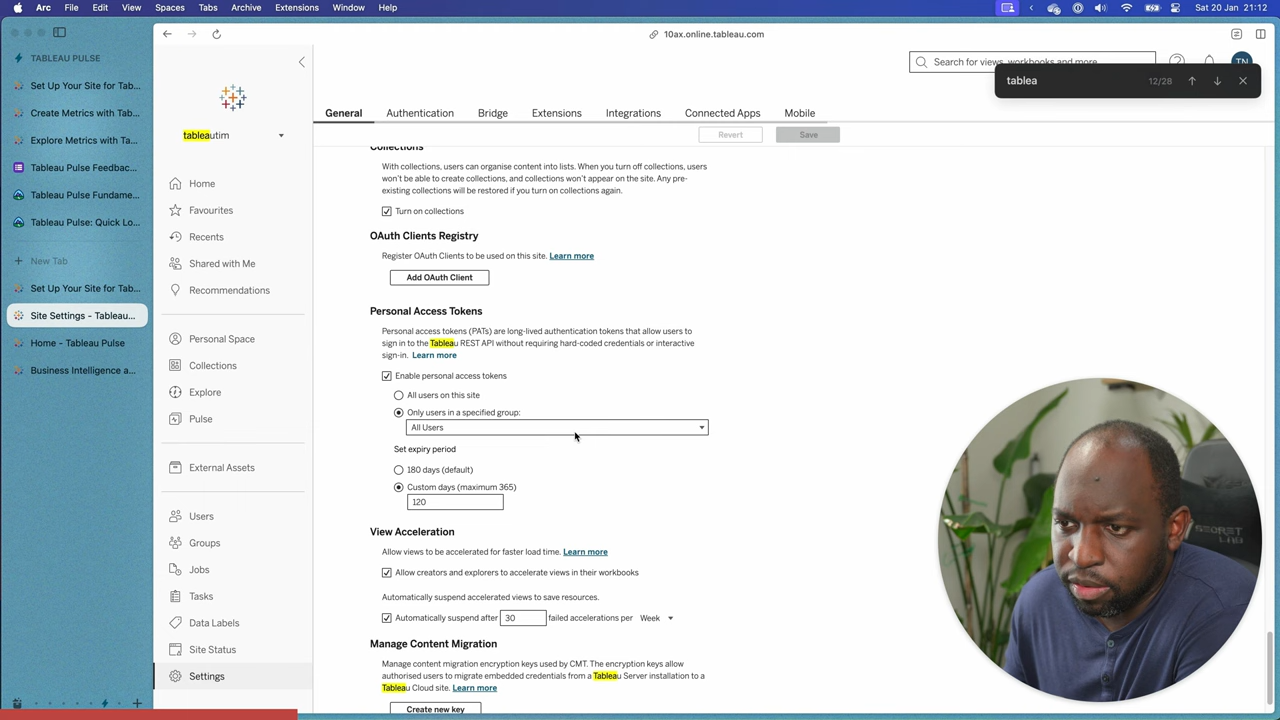 Arc
File
Edit
View
Spaces
Tabs
Archive
Extensions
Window
Help
Sat 20 Jan 21:12
10ax.online.tableau.com
TABLEAU PULSE
Set Up Your Site for Tab...
Create Metrics with Tab...
Explore Metrics with Ta...
Tableau Pulse Feedbac...
Tableau Pulse Fundame...
Tableau Pulse: Quick Lo...
New Tab
Set Up Your Site for Tab...
Site Settings - Tableau...
Home - Tableau Pulse
Business Intelligence a...
tableautim
Home
Favourites
Recents
Shared with Me
Recommendations
Personal Space
Collections
Explore
Pulse
External Assets
Users
Groups
Jobs
Tasks
Data Labels
Site Status
Settings
Search for views, workbooks and more
TN
tablea
12/28
General
Authentication
Bridge
Extensions
Integrations
Connected Apps
Mobile
Revert
Save
Collections
With collections, users can organise content into lists. When you turn off collections, users
won't be able to create collections, and collections won't appear on the site. Any pre-
existing collections will be restored if you turn on collections again.
Turn on collections
OAuth Clients Registry
Register OAuth Clients to be used on this site. Learn more
Add OAuth Client
Personal Access Tokens
Personal access tokens (PATs) are long-lived authentication tokens that allow users to
sign in to the Tableau REST API without requiring hard-coded credentials or interactive
sign-in. Learn more
Enable personal access tokens
All users on this site
Only users in a specified group:
All Users
Set expiry period
180 days (default)
Custom days (maximum 365)
120
View Acceleration
Allow views to be accelerated for faster load time. Learn more
Allow creators and explorers to accelerate views in their workbooks
Automatically suspend accelerated views to save resources.
Automatically suspend after 30 failed accelerations per Week
Manage Content Migration
Manage content migration encryption keys used by CMT. The encryption keys allow
authorised users to migrate embedded credentials from a Tableau Server installation to a
Tableau Cloud site. Learn more
Create new key
SECRET
LAB